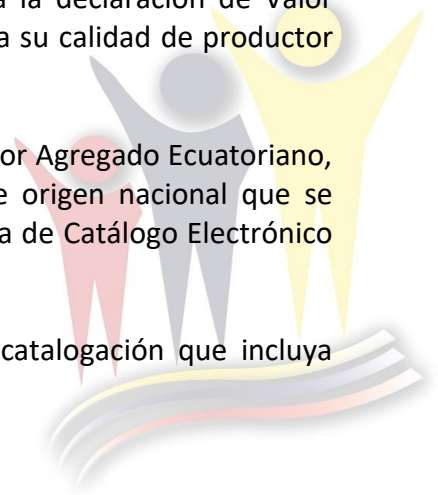 a la declaración de Valor
a su calidad de productor
or Agregado Ecuatoriano,
e origen nacional que se
a de Catálogo Electrónico
catalogación que incluya